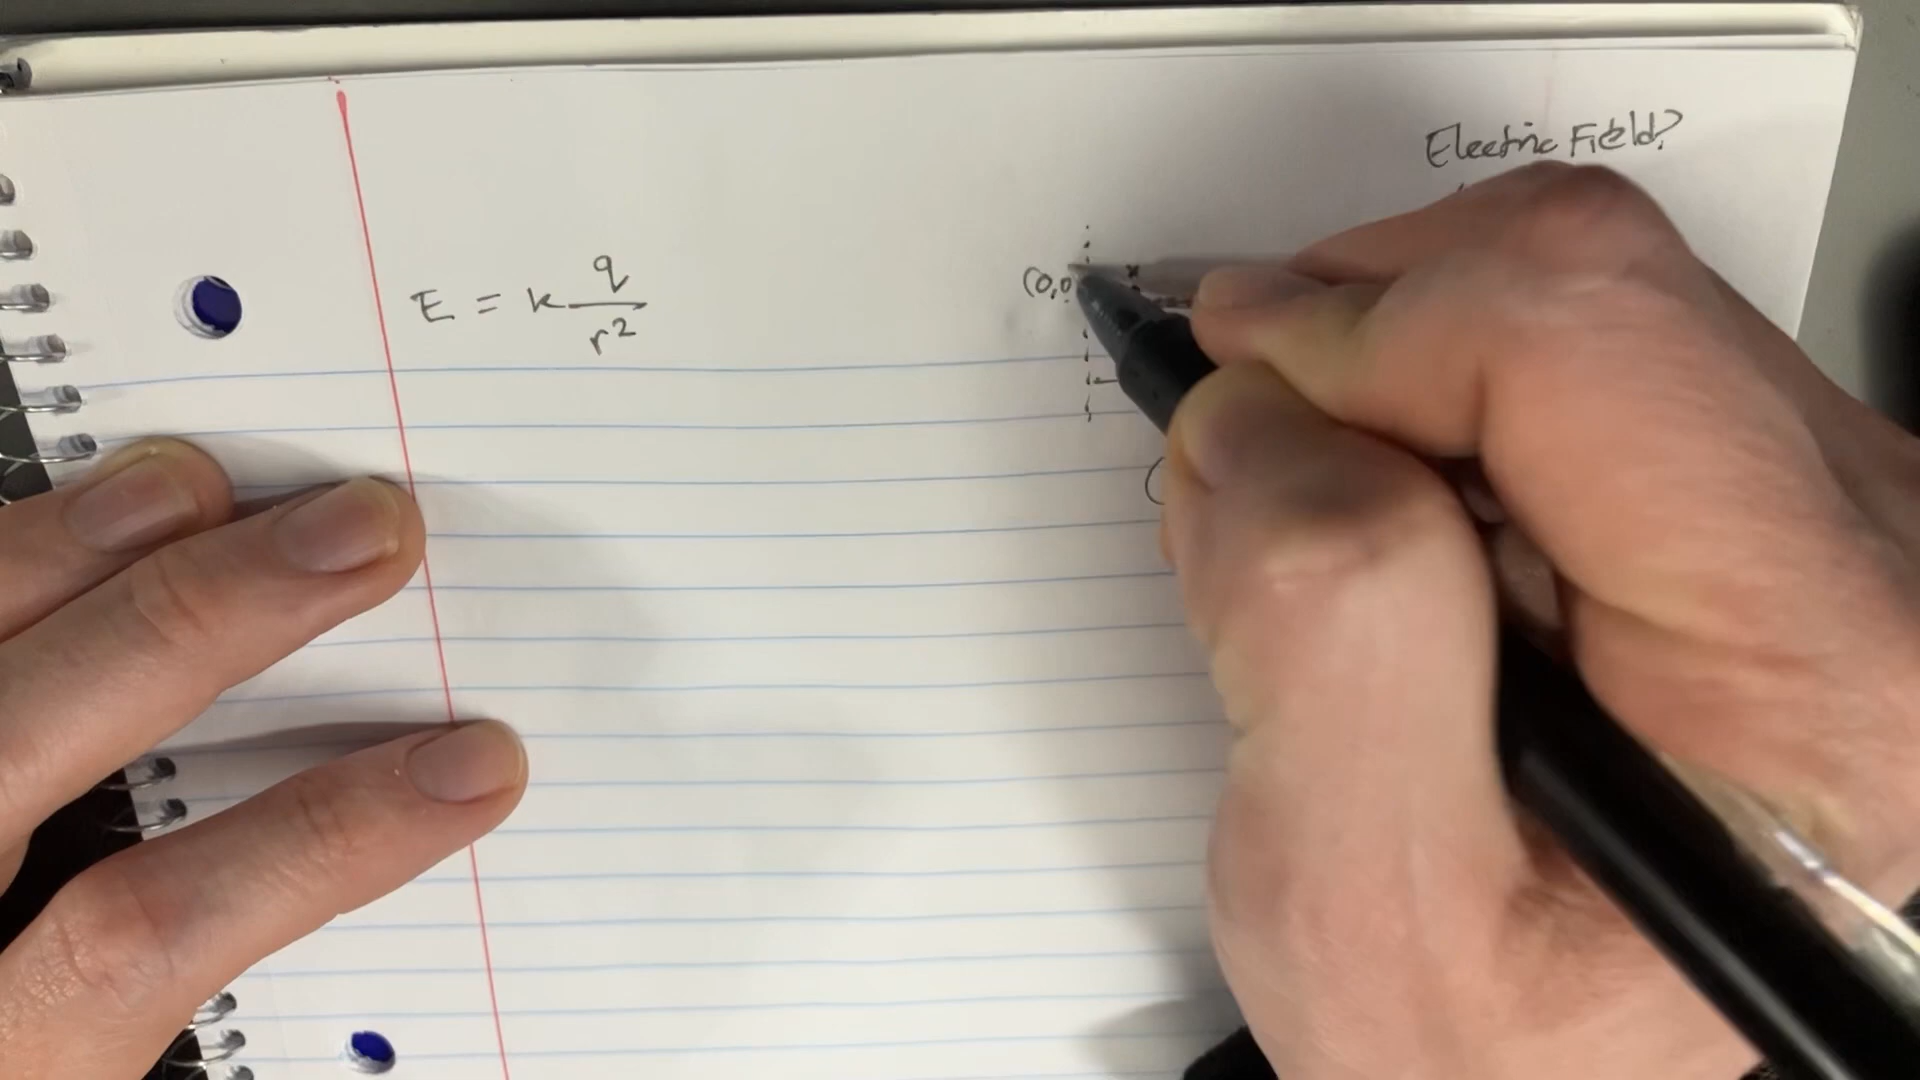 Electric Field?
E = k q/r²
(0,0